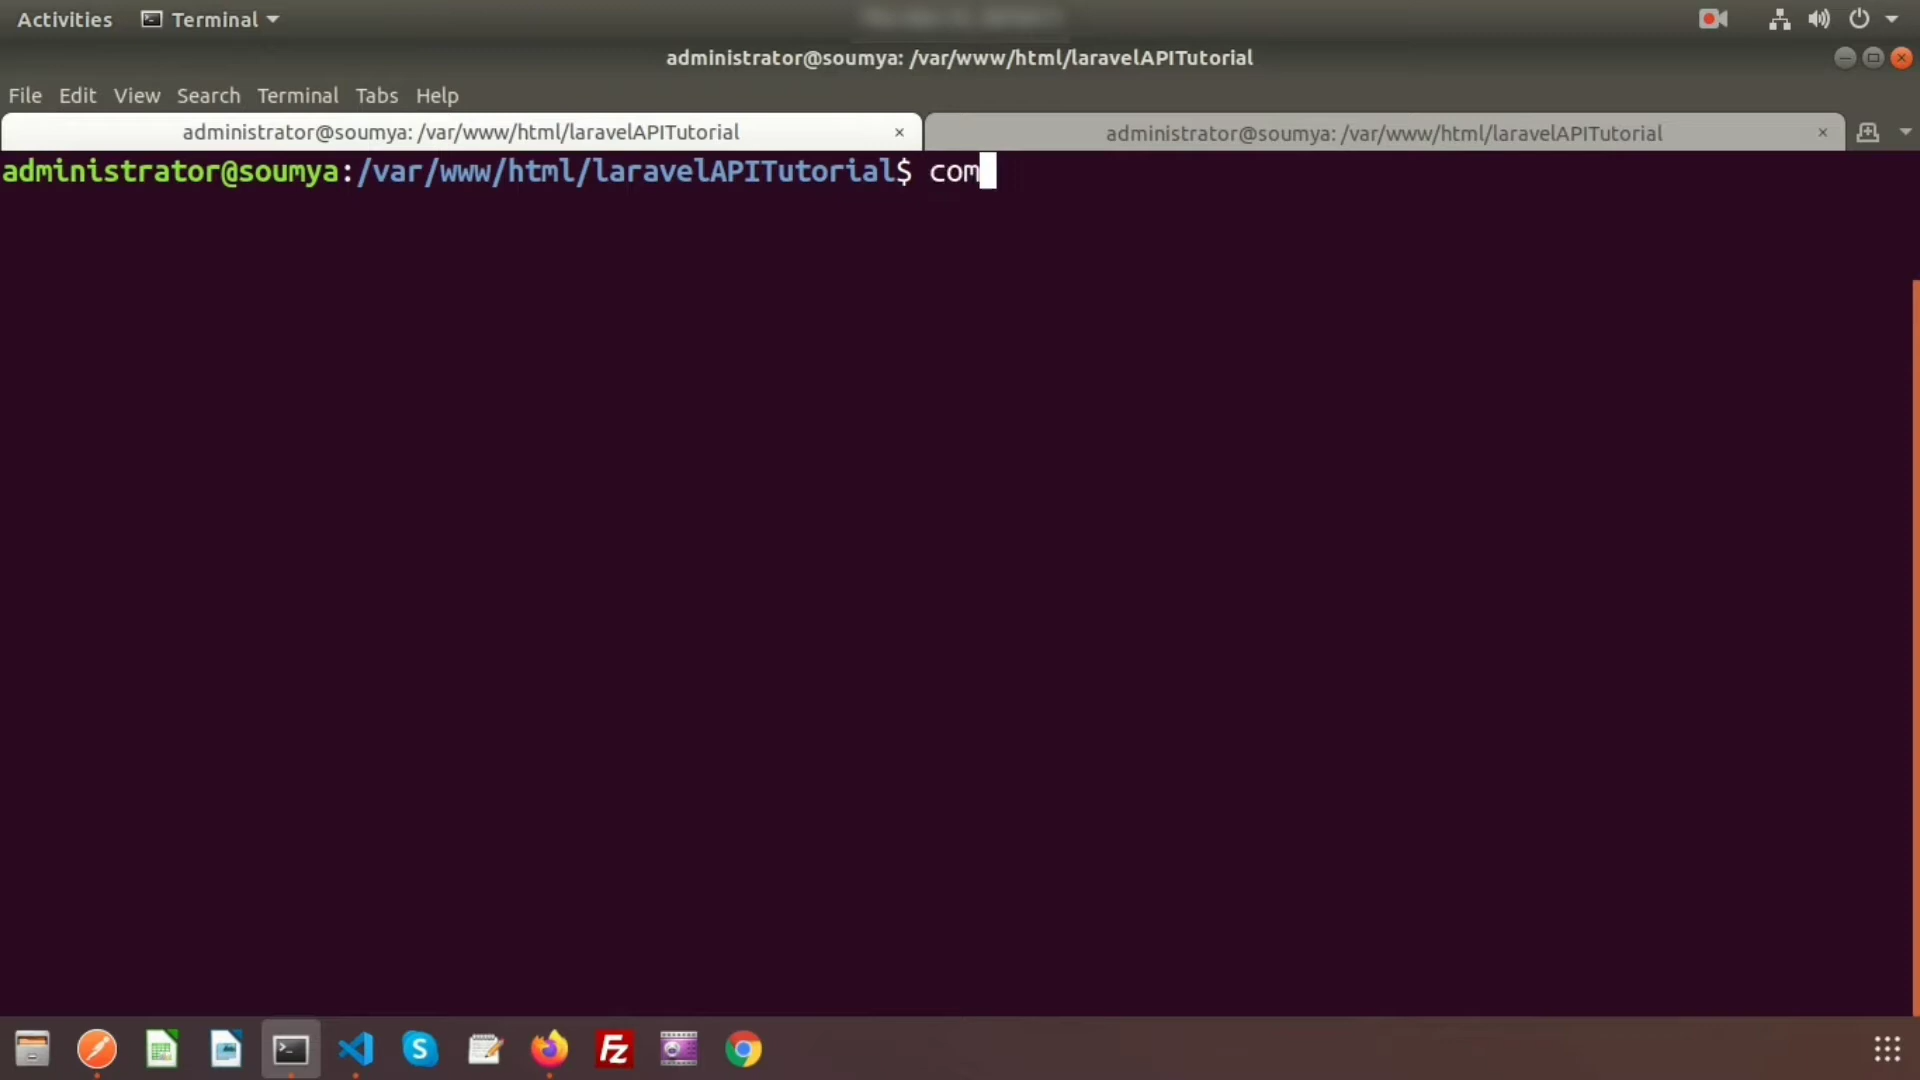 Activities Terminal
administrator@soumya: /var/www/html/laravelAPITutorial
File Edit View Search Terminal Tabs Help
administrator@soumya: /var/www/html/laravelAPITutorial × administrator@soumya: /var/www/html/laravelAPITutorial ×
administrator@soumya:/var/www/html/laravelAPITutorial$ com